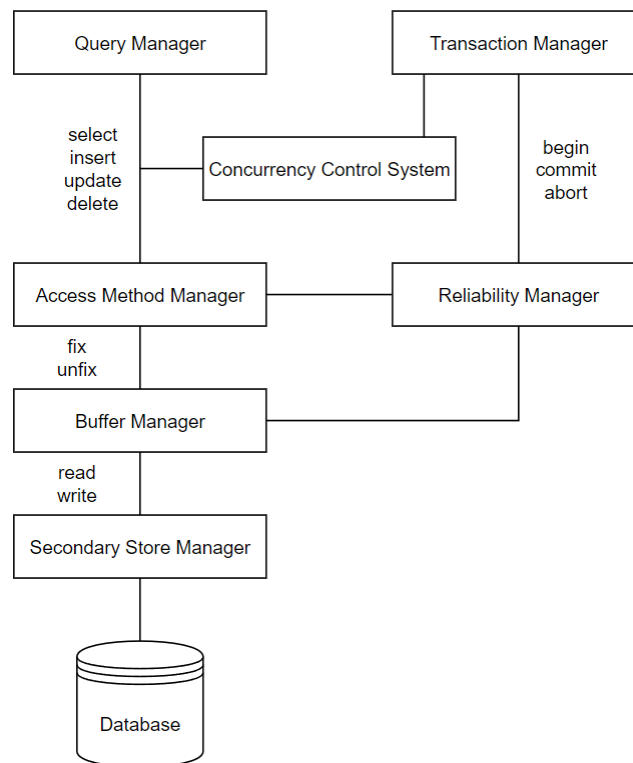 Query Manager
Transaction Manager
select
insert
update
delete
Concurrency Control System
begin
commit
abort
Access Method Manager
Reliability Manager
fix
unfix
Buffer Manager
read
write
Secondary Store Manager
Database